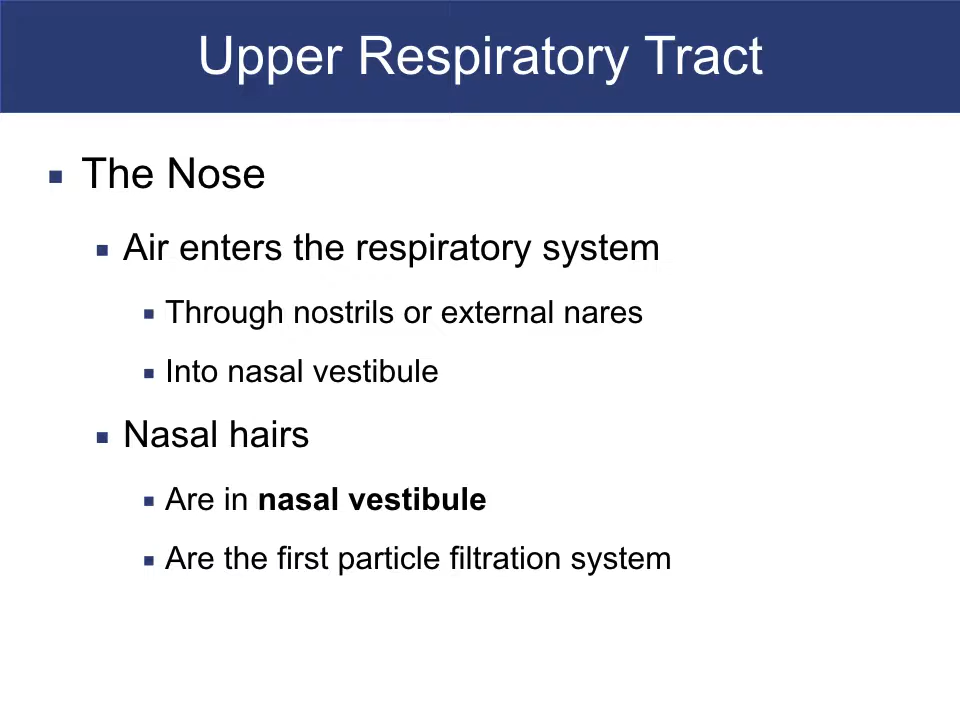 Upper Respiratory Tract
The Nose
Air enters the respiratory system
Through nostrils or external nares
Into nasal vestibule
Nasal hairs
Are in nasal vestibule
Are the first particle filtration system